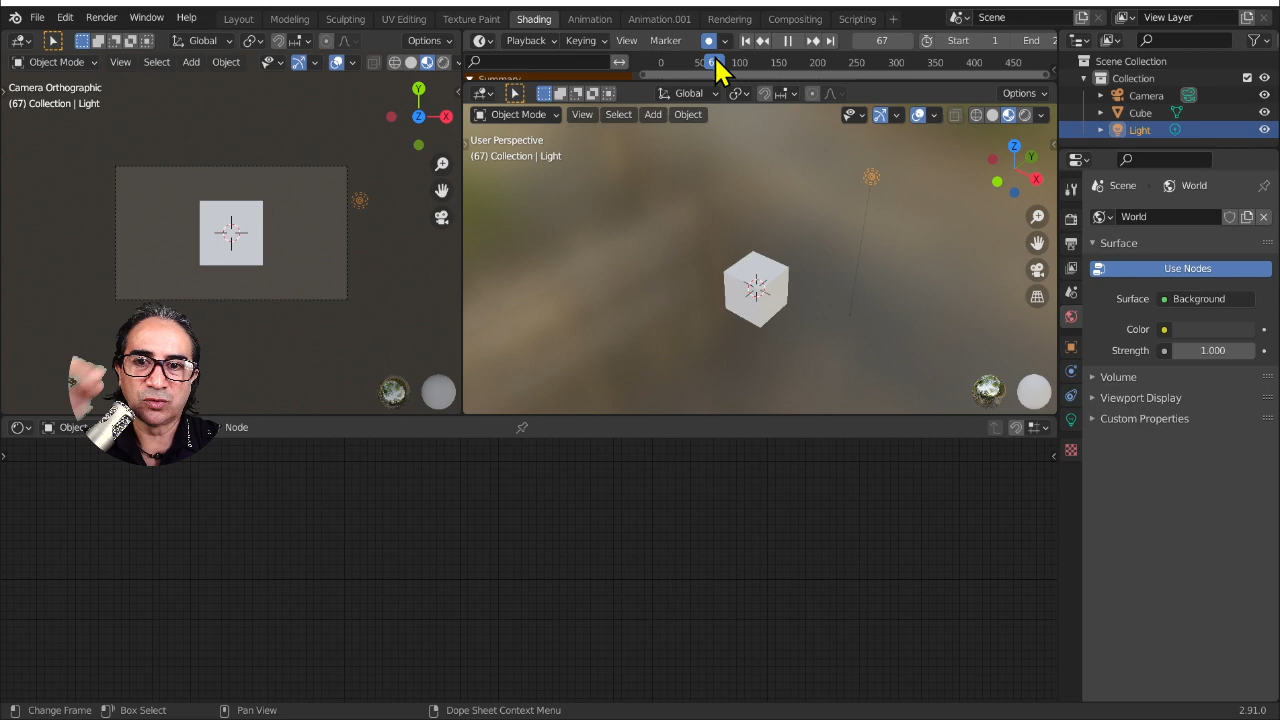 File Edit Render Window Help Layout Modeling Sculpting UV Editing Texture Paint Shading Animation Animation.001 Rendering Compositing Scripting + Scene View Layer
Global Options
Object Mode View Select Add Object
Camera Orthographic
(67) Collection | Light
Playback Keying View Marker 67 Start 1 End 2
0 50 100 150 200 250 300 350 400 450
Summary
Global Options
Object Mode View Select Add Object
User Perspective
(67) Collection | Light
Z Y X
Y Z X
Scene Collection
Collection
Camera
Cube
Light
Scene World
World
Surface
Use Nodes
Surface Background
Color
Strength 1.000
Volume
Viewport Display
Custom Properties
Object Node
Change Frame Box Select Pan View Dope Sheet Context Menu 2.91.0